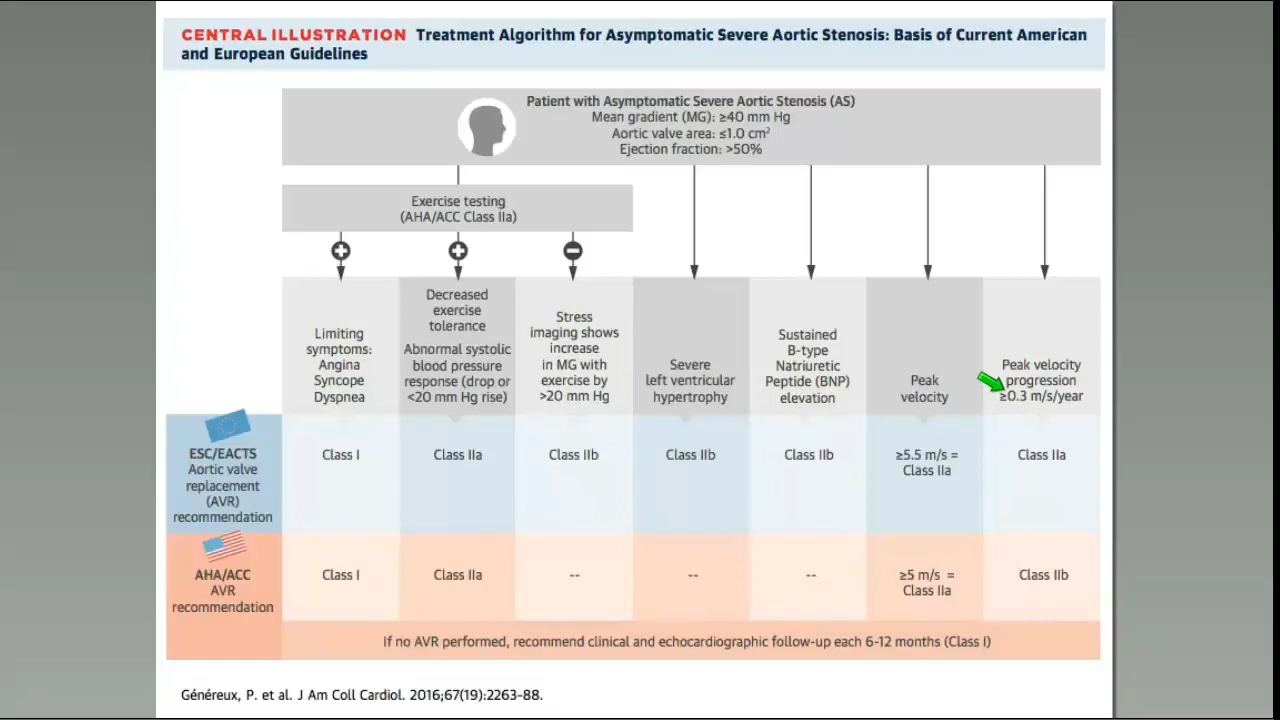 CENTRAL ILLUSTRATION Treatment Algorithm for Asymptomatic Severe Aortic Stenosis: Basis of Current American
and European Guidelines
Patient with Asymptomatic Severe Aortic Stenosis (AS)
Mean gradient (MG): ≥40 mm Hg
Aortic valve area: ≤1.0 cm²
Ejection fraction: >50%
Exercise testing
(AHA/ACC Class IIa)
Limiting
symptoms:
Angina
Syncope
Dyspnea
Decreased
exercise
tolerance
Abnormal systolic
blood pressure
response (drop or
<20 mm Hg rise)
Stress
imaging shows
increase
in MG with
exercise by
>20 mm Hg
Severe
left ventricular
hypertrophy
Sustained
B-type
Natriuretic
Peptide (BNP)
elevation
Peak
velocity
Peak velocity
progression
≥0.3 m/s/year
ESC/EACTS
Aortic valve
replacement
(AVR)
recommendation
Class I
Class IIa
Class IIb
Class IIb
Class IIb
≥5.5 m/s =
Class IIa
Class IIa
AHA/ACC
AVR
recommendation
Class I
Class IIa
--
--
--
≥5 m/s =
Class IIa
Class IIb
If no AVR performed, recommend clinical and echocardiographic follow-up each 6-12 months (Class I)
Généreux, P. et al. J Am Coll Cardiol. 2016;67(19):2263-88.